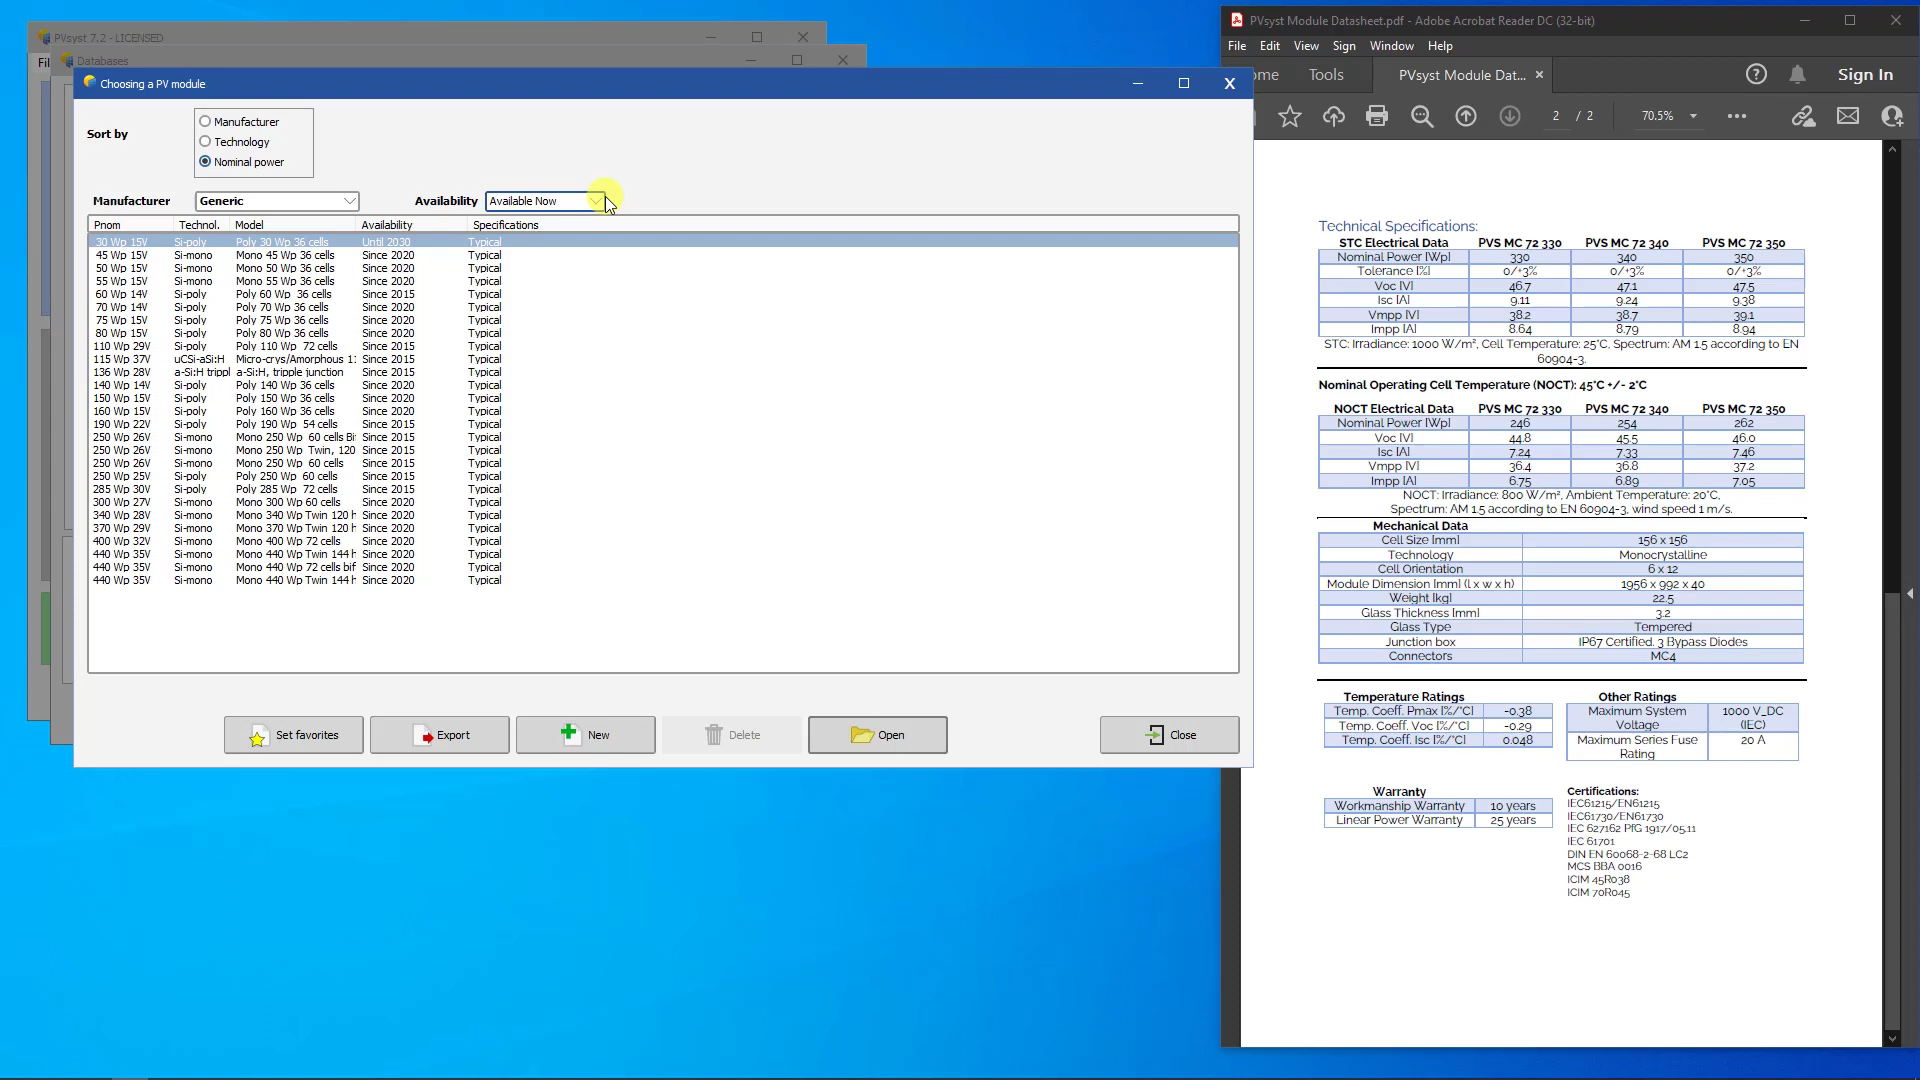 PVsyst 7.2 - LICENSED
Fil
Databases
Choosing a PV module
Sort by
Manufacturer
Technology
Nominal power
Manufacturer Generic Availability Available Now
Pnom Technol. Model Availability Specifications
30 Wp 15V Si-poly Poly 30 Wp 36 cells Until 2030 Typical
45 Wp 15V Si-mono Mono 45 Wp 36 cells Since 2020 Typical
50 Wp 15V Si-mono Mono 50 Wp 36 cells Since 2020 Typical
55 Wp 15V Si-mono Mono 55 Wp 36 cells Since 2020 Typical
60 Wp 14V Si-poly Poly 60 Wp 36 cells Since 2015 Typical
70 Wp 14V Si-poly Poly 70 Wp 36 cells Since 2020 Typical
75 Wp 15V Si-poly Poly 75 Wp 36 cells Since 2020 Typical
80 Wp 15V Si-poly Poly 80 Wp 36 cells Since 2020 Typical
110 Wp 29V Si-poly Poly 110 Wp 72 cells Since 2015 Typical
115 Wp 37V uCSi-aSi:H Micro-crys/Amorphous 11 Since 2015 Typical
136 Wp 28V a-Si:H tripl a-Si:H, tripple junction Since 2015 Typical
140 Wp 14V Si-poly Poly 140 Wp 36 cells Since 2020 Typical
150 Wp 15V Si-poly Poly 150 Wp 36 cells Since 2020 Typical
160 Wp 15V Si-poly Poly 160 Wp 36 cells Since 2020 Typical
190 Wp 22V Si-poly Poly 190 Wp 54 cells Since 2015 Typical
250 Wp 26V Si-mono Mono 250 Wp 60 cells Bi Since 2015 Typical
250 Wp 26V Si-mono Mono 250 Wp Twin, 120 Since 2015 Typical
250 Wp 26V Si-mono Mono 250 Wp 60 cells Since 2015 Typical
250 Wp 25V Si-poly Poly 250 Wp 60 cells Since 2015 Typical
285 Wp 30V Si-poly Poly 285 Wp 72 cells Since 2015 Typical
300 Wp 27V Si-mono Mono 300 Wp 60 cells Since 2020 Typical
340 Wp 28V Si-mono Mono 340 Wp Twin 120 h Since 2020 Typical
370 Wp 29V Si-mono Mono 370 Wp Twin 120 h Since 2020 Typical
400 Wp 32V Si-mono Mono 400 Wp 72 cells Since 2020 Typical
440 Wp 35V Si-mono Mono 440 Wp Twin 144 h Since 2020 Typical
440 Wp 35V Si-mono Mono 440 Wp 72 cells bif Since 2020 Typical
440 Wp 35V Si-mono Mono 440 Wp Twin 144 h Since 2020 Typical
Set favorites Export New Delete Open Close
PVsyst Module Datasheet.pdf - Adobe Acrobat Reader DC (32-bit)
File Edit View Sign Window Help
ome Tools PVsyst Module Dat... Sign In
2 / 2 70.5%
Technical Specifications:
STC Electrical Data PVS MC 72 330 PVS MC 72 340 PVS MC 72 350
Nominal Power [Wp] 330 340 350
Tolerance [%] 0/+3% 0/+3% 0/+3%
Voc [V] 46.7 47.1 47.5
Isc [A] 9.11 9.24 9.38
Vmpp [V] 38.2 38.7 39.1
Impp [A] 8.64 8.79 8.94
STC: Irradiance: 1000 W/m², Cell Temperature: 25°C, Spectrum: AM 1.5 according to EN
60904-3.
Nominal Operating Cell Temperature (NOCT): 45°C +/- 2°C
NOCT Electrical Data PVS MC 72 330 PVS MC 72 340 PVS MC 72 350
Nominal Power [Wp] 246 254 262
Voc [V] 44.8 45.5 46.0
Isc [A] 7.24 7.33 7.46
Vmpp [V] 36.4 36.8 37.2
Impp [A] 6.75 6.89 7.05
NOCT: Irradiance: 800 W/m², Ambient Temperature: 20°C,
Spectrum: AM 1.5 according to EN 60904-3, wind speed 1 m/s.
Mechanical Data
Cell Size [mm] 156 x 156
Technology Monocrystalline
Cell Orientation 6 x 12
Module Dimension [mm] (l x w x h) 1956 x 992 x 40
Weight [kg] 22.5
Glass Thickness [mm] 3.2
Glass Type Tempered
Junction box IP67 Certified, 3 Bypass Diodes
Connectors MC4
Temperature Ratings
Temp. Coeff. Pmax [%/°C] -0.38
Temp. Coeff. Voc [%/°C] -0.29
Temp. Coeff. Isc [%/°C] 0.048
Other Ratings
Maximum System Voltage 1000 V_DC (IEC)
Maximum Series Fuse Rating 20 A
Warranty
Workmanship Warranty 10 years
Linear Power Warranty 25 years
Certifications:
IEC61215/EN61215
IEC61730/EN61730
IEC 627162 PfG 1917/05.11
IEC 61701
DIN EN 60068-2-68 LC2
MCS BBA 0016
ICIM 45R038
ICIM 70R045